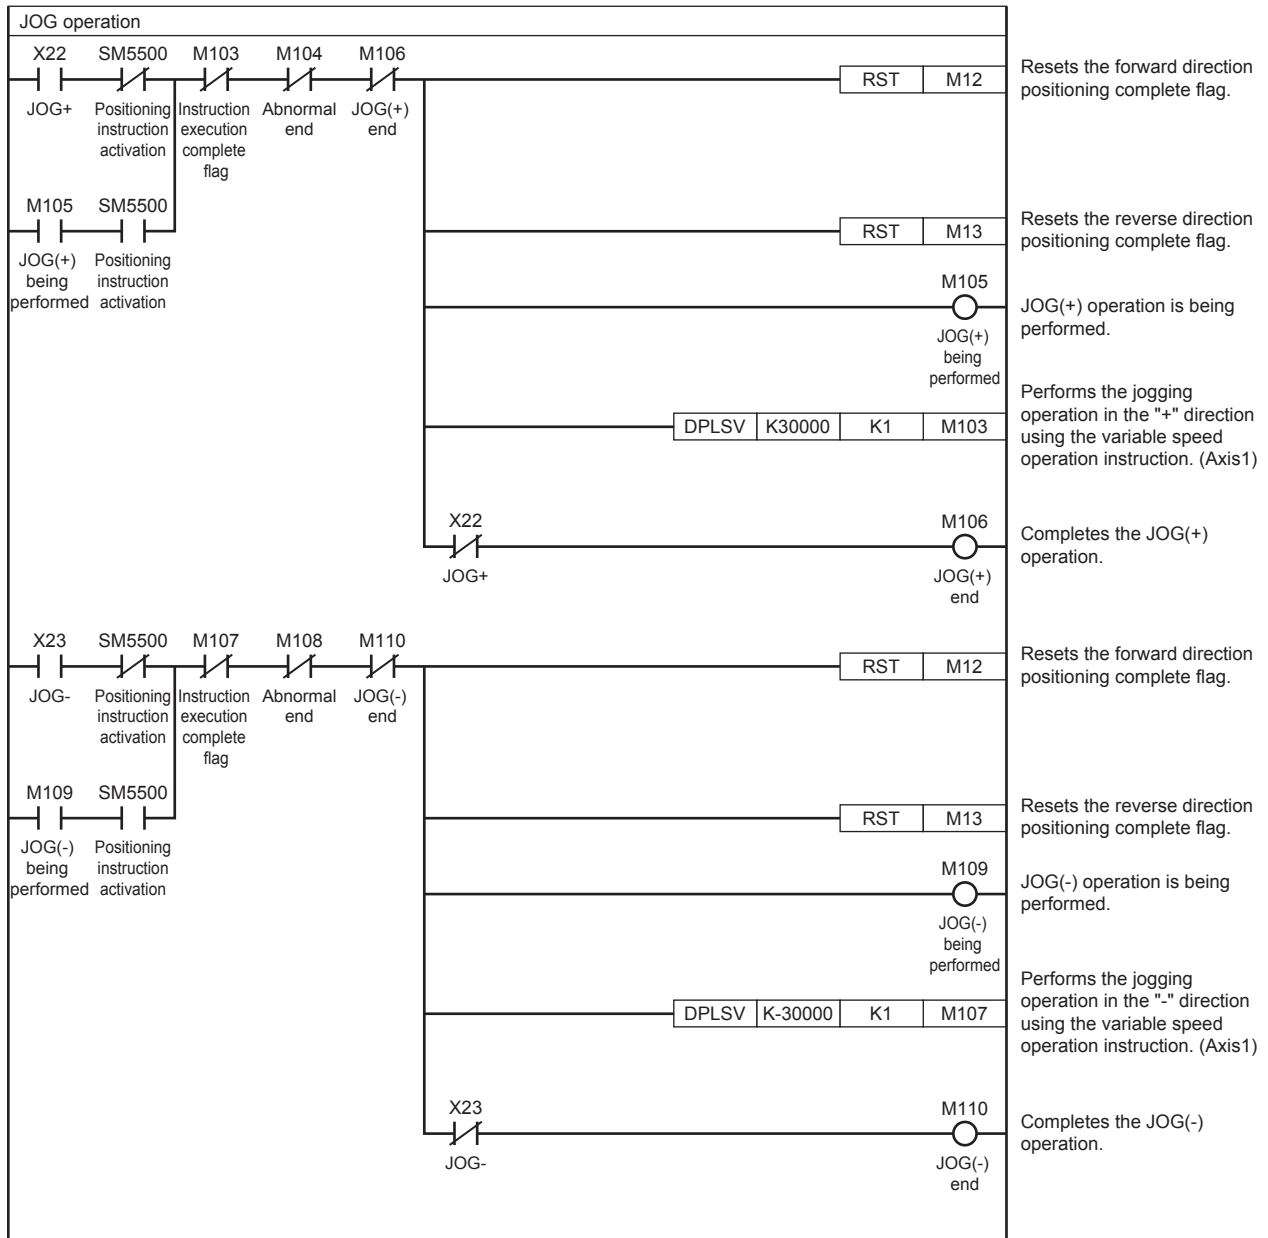 JOG operation
X22 SM5500 M103 M104 M106
RST M12
Resets the forward direction
positioning complete flag.
JOG+ Positioning Instruction Abnormal JOG(+)
instruction execution end end
activation complete
flag
M105 SM5500
RST M13
Resets the reverse direction
positioning complete flag.
JOG(+) Positioning
being instruction
performed activation
M105
JOG(+) operation is being
performed.
JOG(+)
being
performed
DPLSV K30000 K1 M103
Performs the jogging
operation in the "+" direction
using the variable speed
operation instruction. (Axis1)
X22 M106
Completes the JOG(+)
operation.
JOG+ JOG(+)
end
X23 SM5500 M107 M108 M110
RST M12
Resets the forward direction
positioning complete flag.
JOG- Positioning Instruction Abnormal JOG(-)
instruction execution end end
activation complete
flag
M109 SM5500
RST M13
Resets the reverse direction
positioning complete flag.
JOG(-) Positioning
being instruction
performed activation
M109
JOG(-) operation is being
performed.
JOG(-)
being
performed
DPLSV K-30000 K1 M107
Performs the jogging
operation in the "-" direction
using the variable speed
operation instruction. (Axis1)
X23 M110
Completes the JOG(-)
operation.
JOG- JOG(-)
end